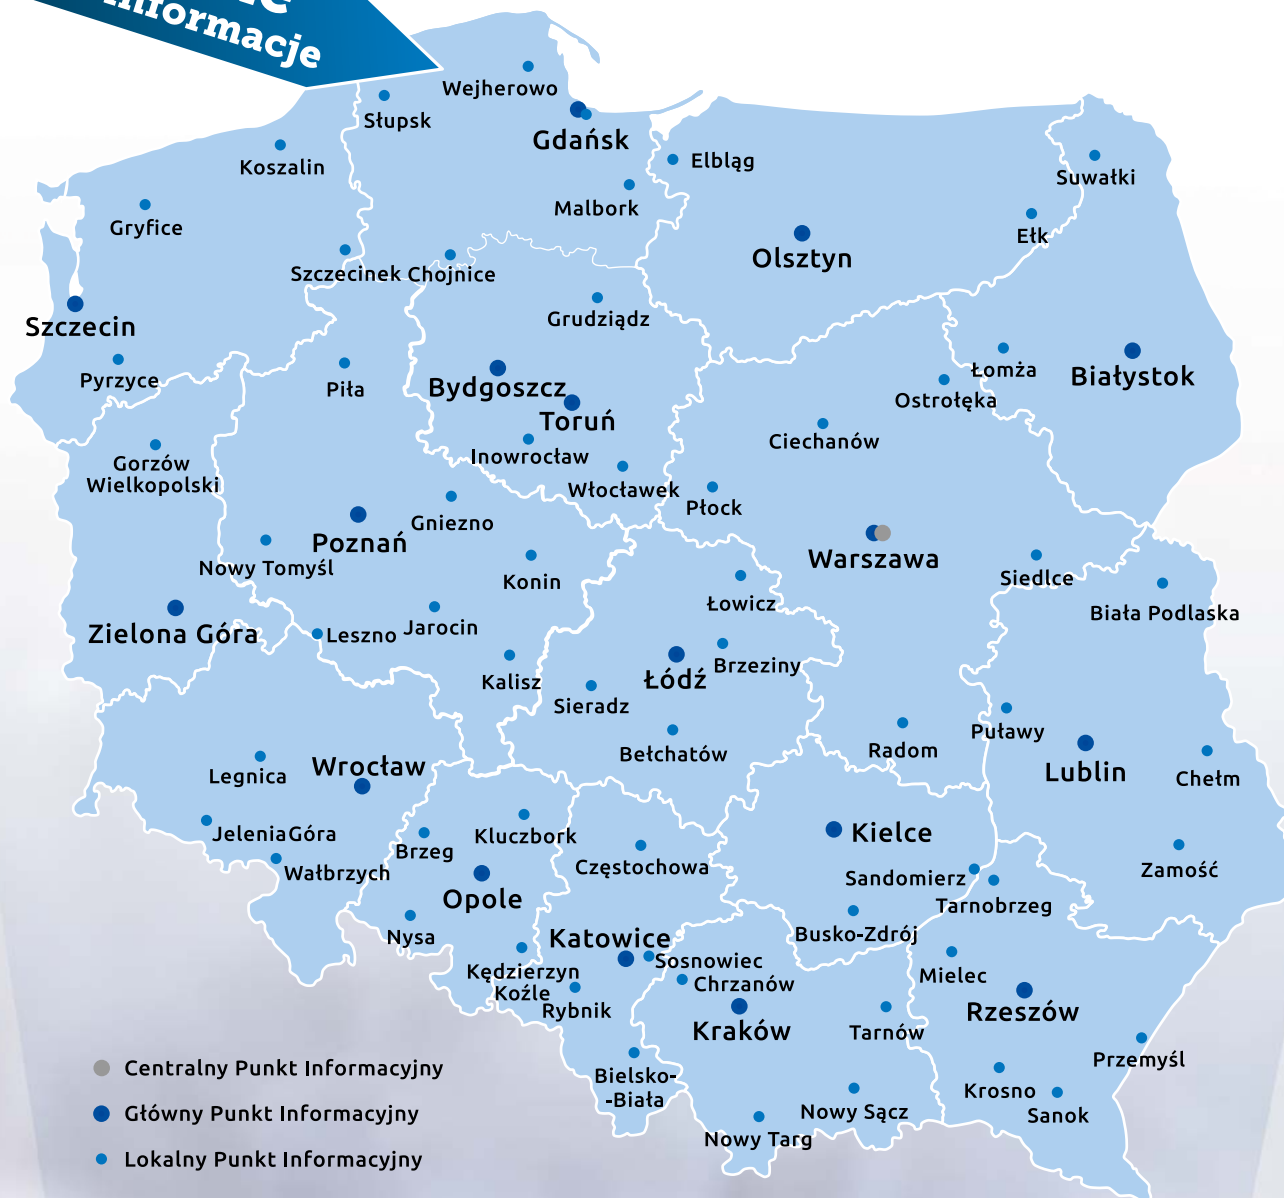 informacje
Wejherowo
Słupsk
Gdańsk
Koszalin
Elbląg
Suwałki
Malbork
Gryfice
Ełk
Olsztyn
Szczecinek
Chojnice
Grudziądz
Szczecin
Pyrzyce
Piła
Bydgoszcz
Łomża
Białystok
Ostrołęka
Toruń
Ciechanów
Inowrocław
Gorzów
Wielkopolski
Włocławek
Płock
Gniezno
Poznań
Warszawa
Nowy Tomyśl
Konin
Siedlce
Łowicz
Biała Podlaska
Zielona Góra
Leszno
Jarocin
Brzeziny
Kalisz
Łódź
Sieradz
Puławy
Radom
Bełchatów
Wrocław
Legnica
Lublin
Chełm
JeleniaGóra
Kluczbork
Kielce
Brzeg
Wałbrzych
Częstochowa
Zamość
Sandomierz
Opole
Tarnobrzeg
Nysa
Katowice
Busko-Zdrój
Sosnowiec
Kędzierzyn
Koźle
Chrzanów
Mielec
Rybnik
Rzeszów
Kraków
Tarnów
Przemyśl
Centralny Punkt Informacyjny
Bielsko-
-Biała
Krosno
Główny Punkt Informacyjny
Nowy Sącz
Sanok
Nowy Targ
Lokalny Punkt Informacyjny